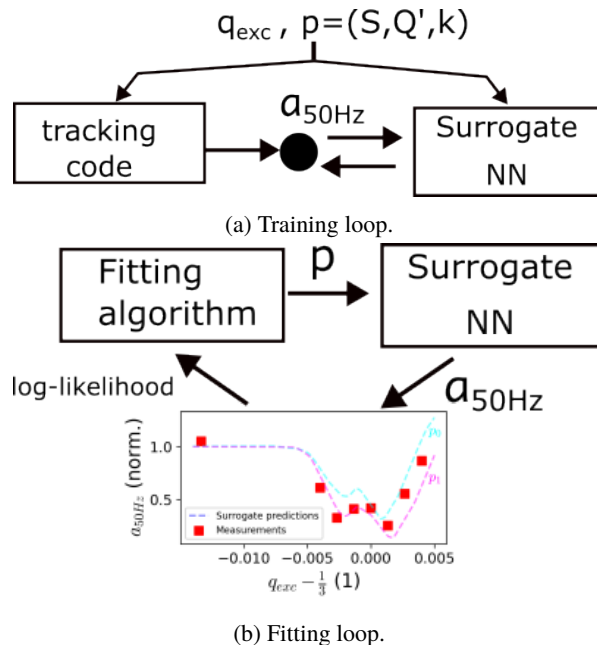 q_exc , p=(S,Q',k)
tracking
code
a_50Hz
Surrogate
NN
(a) Training loop.
Fitting
algorithm
p
Surrogate
NN
log-likelihood
a_50Hz
a_50Hz (norm.)
1.0
0.5
p_0
p_1
Surrogate predictions
Measurements
−0.010
−0.005
0.000
0.005
q_exc − 1/3 (1)
(b) Fitting loop.